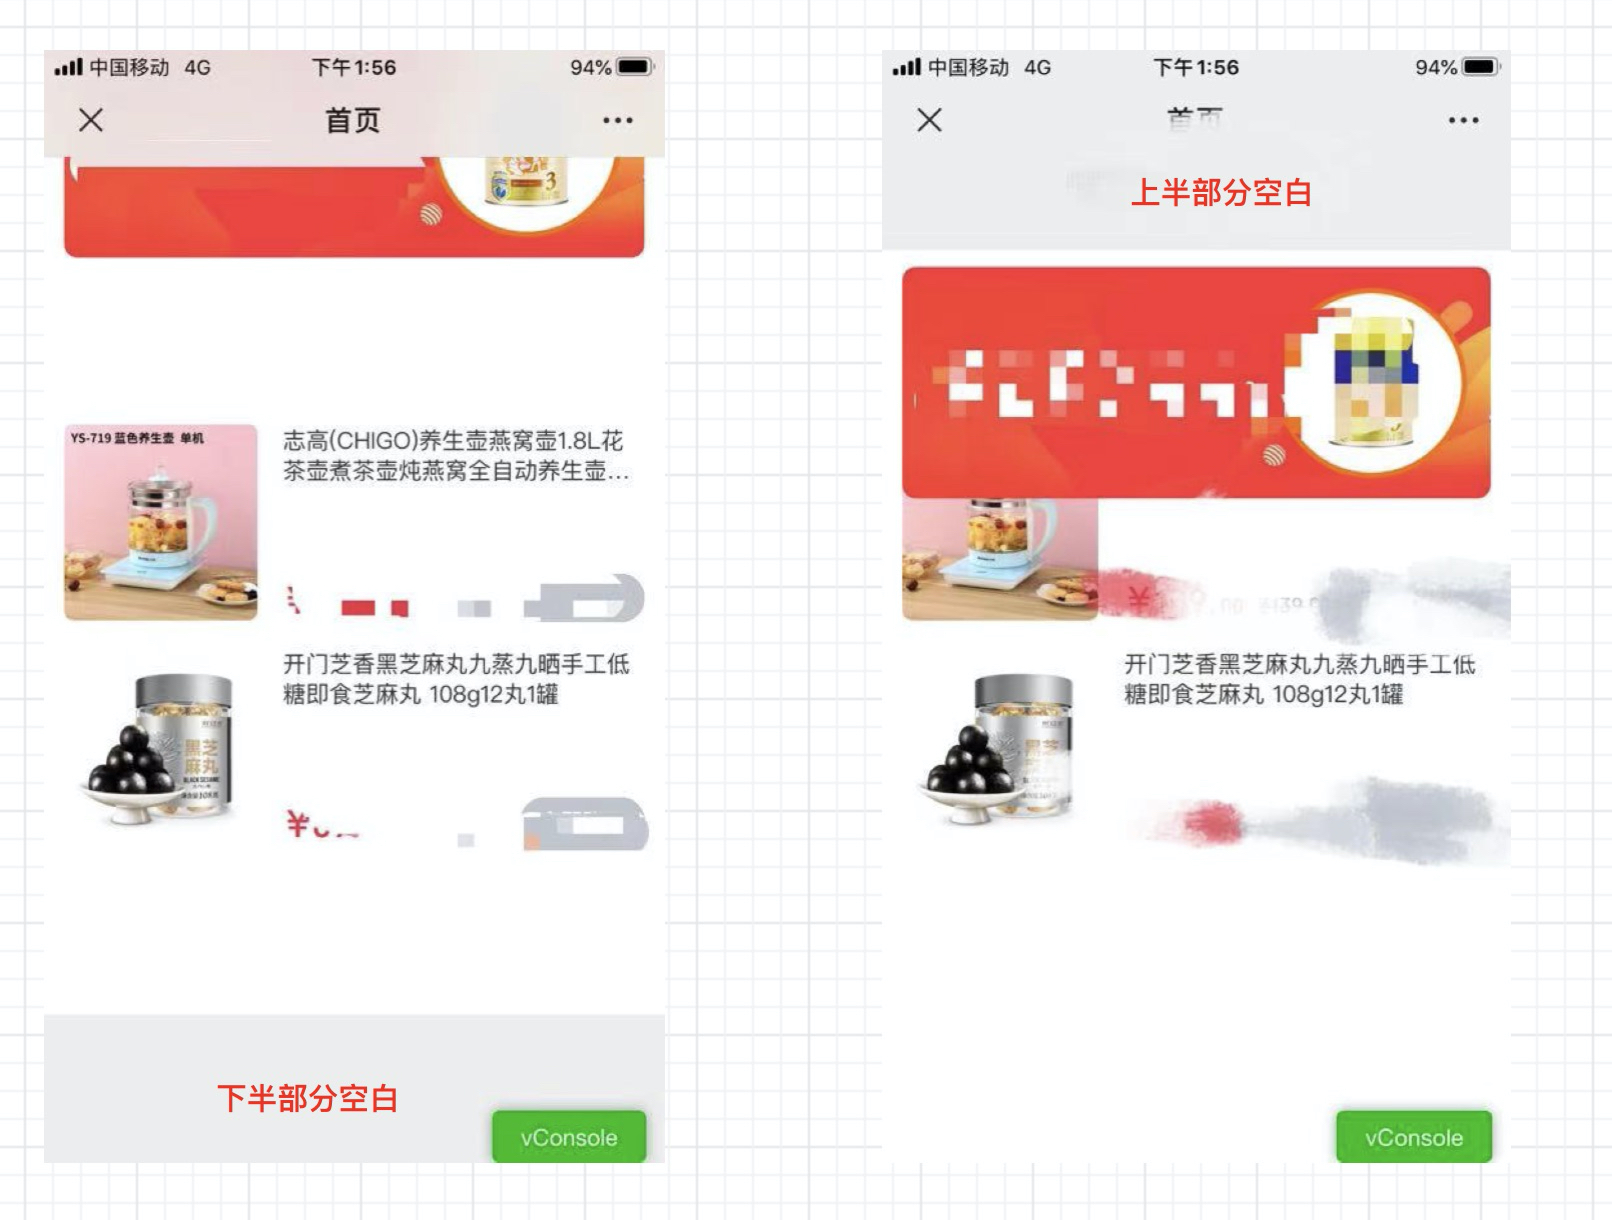 中国移动 4G 下午1:56 94%
首页
3
YS-719 蓝色养生壶 单机
志高(CHIGO)养生壶燕窝壶1.8L花
茶壶煮茶壶炖燕窝全自动养生壶...
开门芝香黑芝麻丸九蒸九晒手工低
糖即食芝麻丸 108g12丸1罐
黑芝
麻丸
BLACK SESAME
¥
下半部分空白
vConsole
中国移动 4G 下午1:56 94%
首页
上半部分空白
¥
开门芝香黑芝麻丸九蒸九晒手工低
糖即食芝麻丸 108g12丸1罐
vConsole